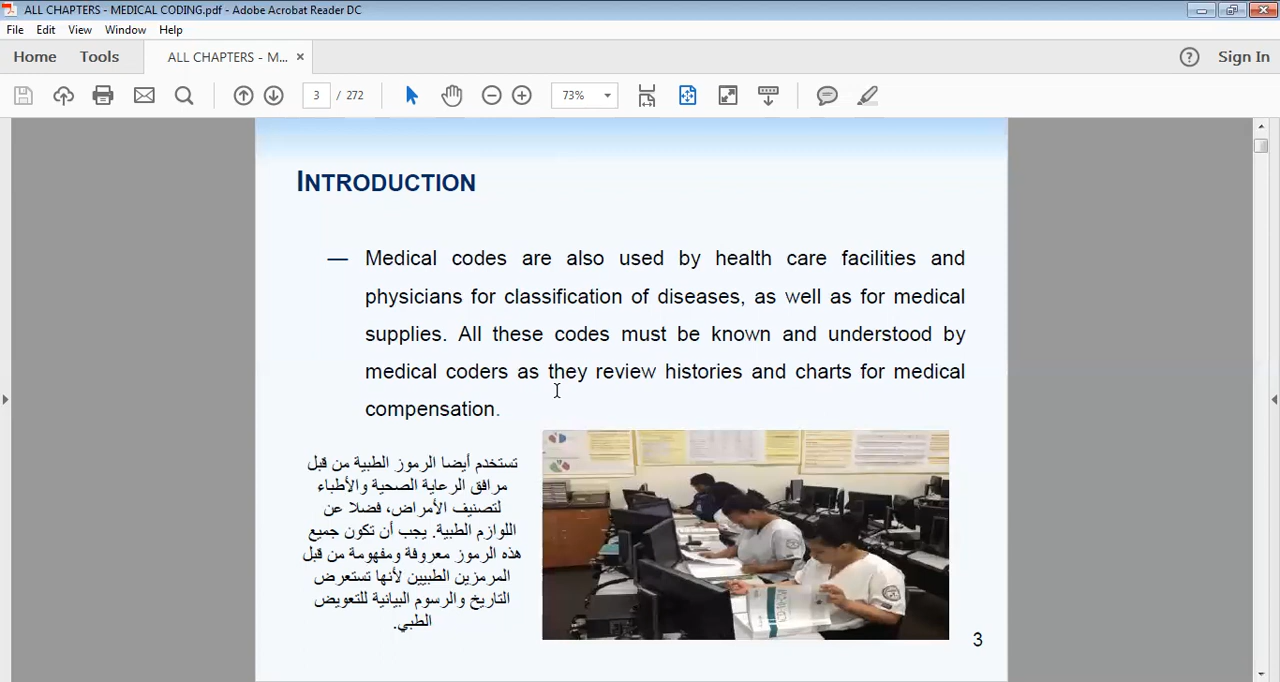 ALL CHAPTERS - MEDICAL CODING.pdf - Adobe Acrobat Reader DC
File Edit View Window Help
Home Tools ALL CHAPTERS - M... × ? Sign In
3 / 272 73%
INTRODUCTION
— Medical codes are also used by health care facilities and
physicians for classification of diseases, as well as for medical
supplies. All these codes must be known and understood by
medical coders as they review histories and charts for medical
compensation.
تستخدم أيضا الرموز الطبية من قبل
مرافق الرعاية الصحية والأطباء
لتصنيف الأمراض، فضلا عن
اللوازم الطبية. يجب أن تكون جميع
هذه الرموز معروفة ومفهومة من قبل
المرمزين الطبيين لأنها تستعرض
التاريخ والرسوم البيانية للتعويض
الطبي.
3